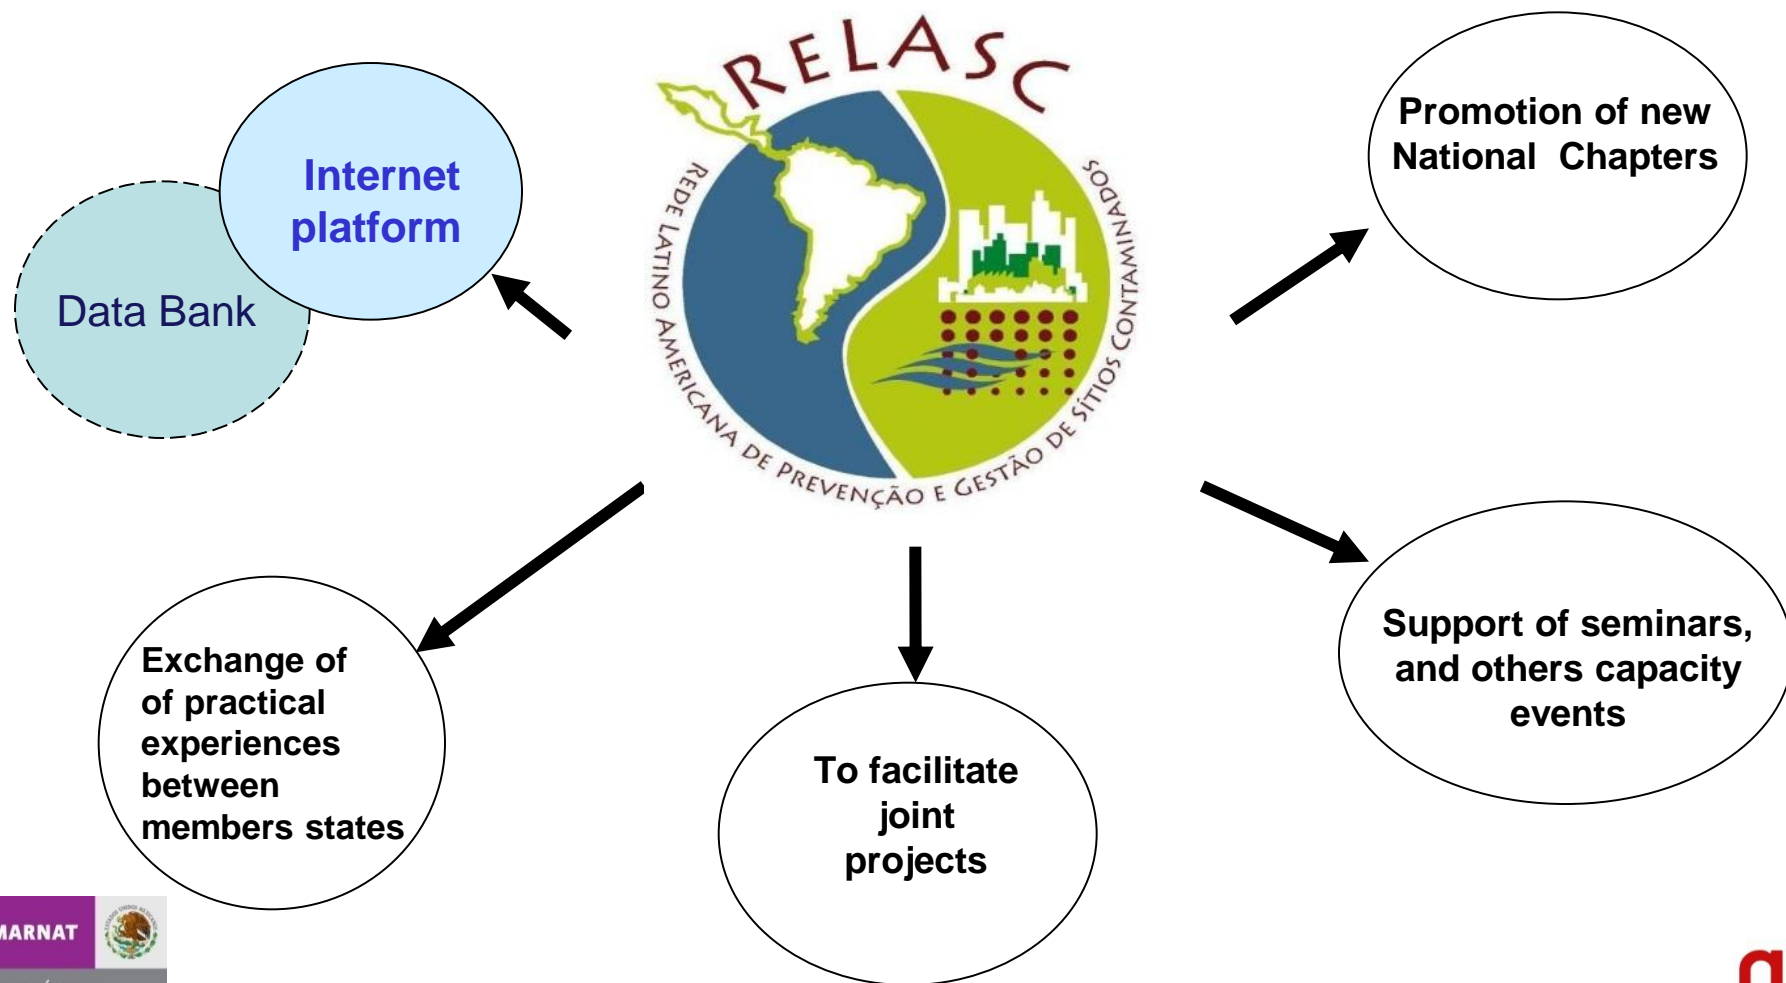 RELASC
REDE LATINO AMERICANA DE PREVENÇÃO E GESTÃO DE SÍTIOS CONTAMINADOS
Internet
platform
Data Bank
Promotion of new
National Chapters
Exchange of
of practical
experiences
between
members states
To facilitate
joint
projects
Support of seminars,
and others capacity
events
MARNAT